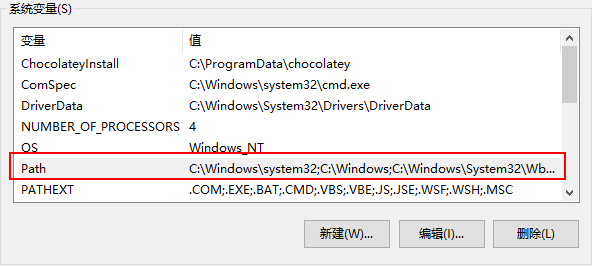 系统变量(S)
变量 值
ChocolateyInstall C:\ProgramData\chocolatey
ComSpec C:\Windows\system32\cmd.exe
DriverData C:\Windows\System32\Drivers\DriverData
NUMBER_OF_PROCESSORS 4
OS Windows_NT
Path C:\Windows\system32;C:\Windows;C:\Windows\System32\Wb...
PATHEXT .COM;.EXE;.BAT;.CMD;.VBS;.VBE;.JS;.JSE;.WSF;.WSH;.MSC
新建(W)... 编辑(I)... 删除(L)